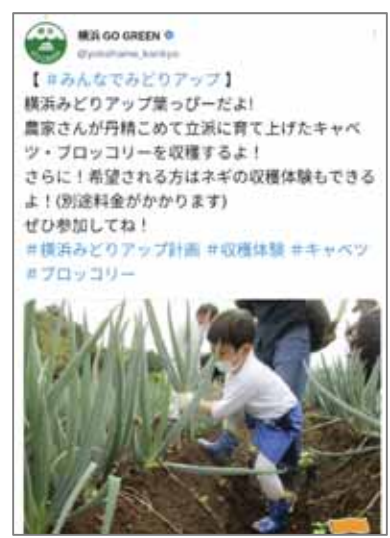 横浜 GO GREEN
@yokohama_kankyo
【 #みんなでみどりアップ 】
横浜みどりアップ葉っぴーだよ!
農家さんが丹精こめて立派に育て上げたキャベ
ツ・ブロッコリーを収穫するよ！
さらに！希望される方はネギの収穫体験もできる
よ！(別途料金がかかります)
ぜひ参加してね！
#横浜みどりアップ計画 #収穫体験 #キャベツ
#ブロッコリー